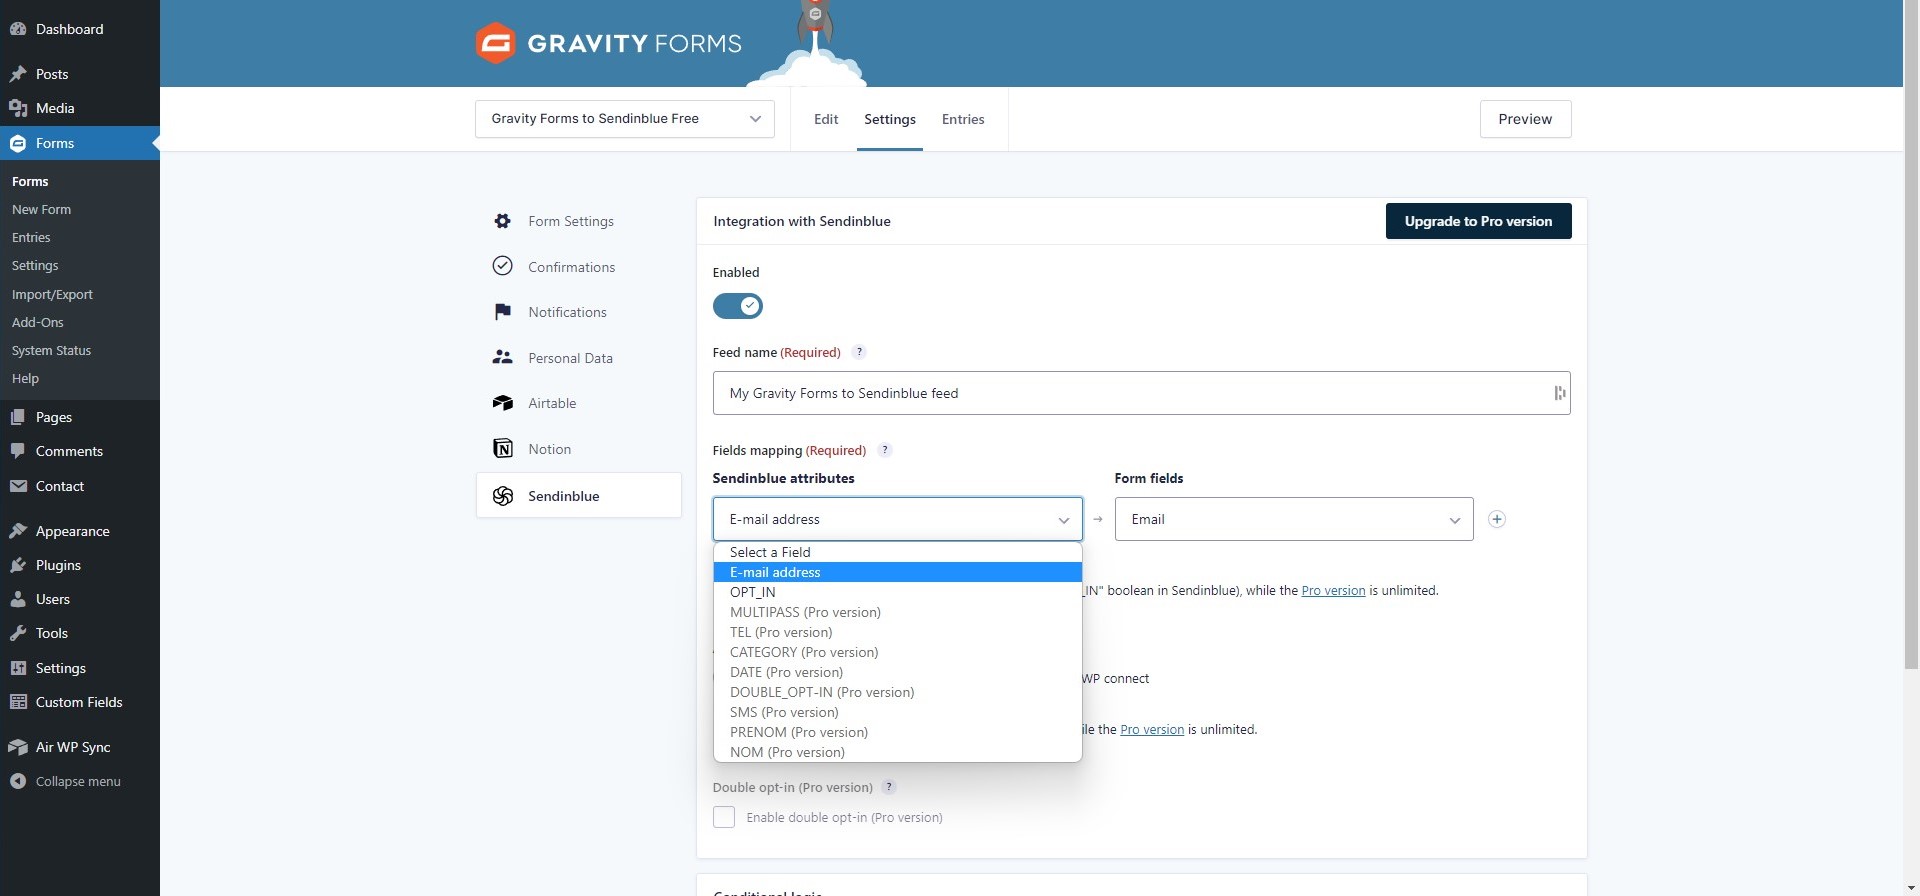 Dashboard
Posts
Media
Forms
Forms
New Form
Entries
Settings
Import/Export
Add-Ons
System Status
Help
Pages
Comments
Contact
Appearance
Plugins
Users
Tools
Settings
Custom Fields
Air WP Sync
Collapse menu
GRAVITY FORMS
Gravity Forms to Sendinblue Free
Edit Settings Entries
Preview
Form Settings
Confirmations
Notifications
Personal Data
Airtable
Notion
Sendinblue
Integration with Sendinblue
Upgrade to Pro version
Enabled
Feed name (Required) ?
My Gravity Forms to Sendinblue feed
Fields mapping (Required) ?
Sendinblue attributes Form fields
E-mail address → Email
Select a Field
E-mail address
OPT_IN
MULTIPASS (Pro version)
TEL (Pro version)
CATEGORY (Pro version)
DATE (Pro version)
DOUBLE_OPT-IN (Pro version)
SMS (Pro version)
PRENOM (Pro version)
NOM (Pro version)
_IN" boolean in Sendinblue), while the Pro version is unlimited.
WP connect
ile the Pro version is unlimited.
Double opt-in (Pro version) ?
Enable double opt-in (Pro version)
Conditional logic